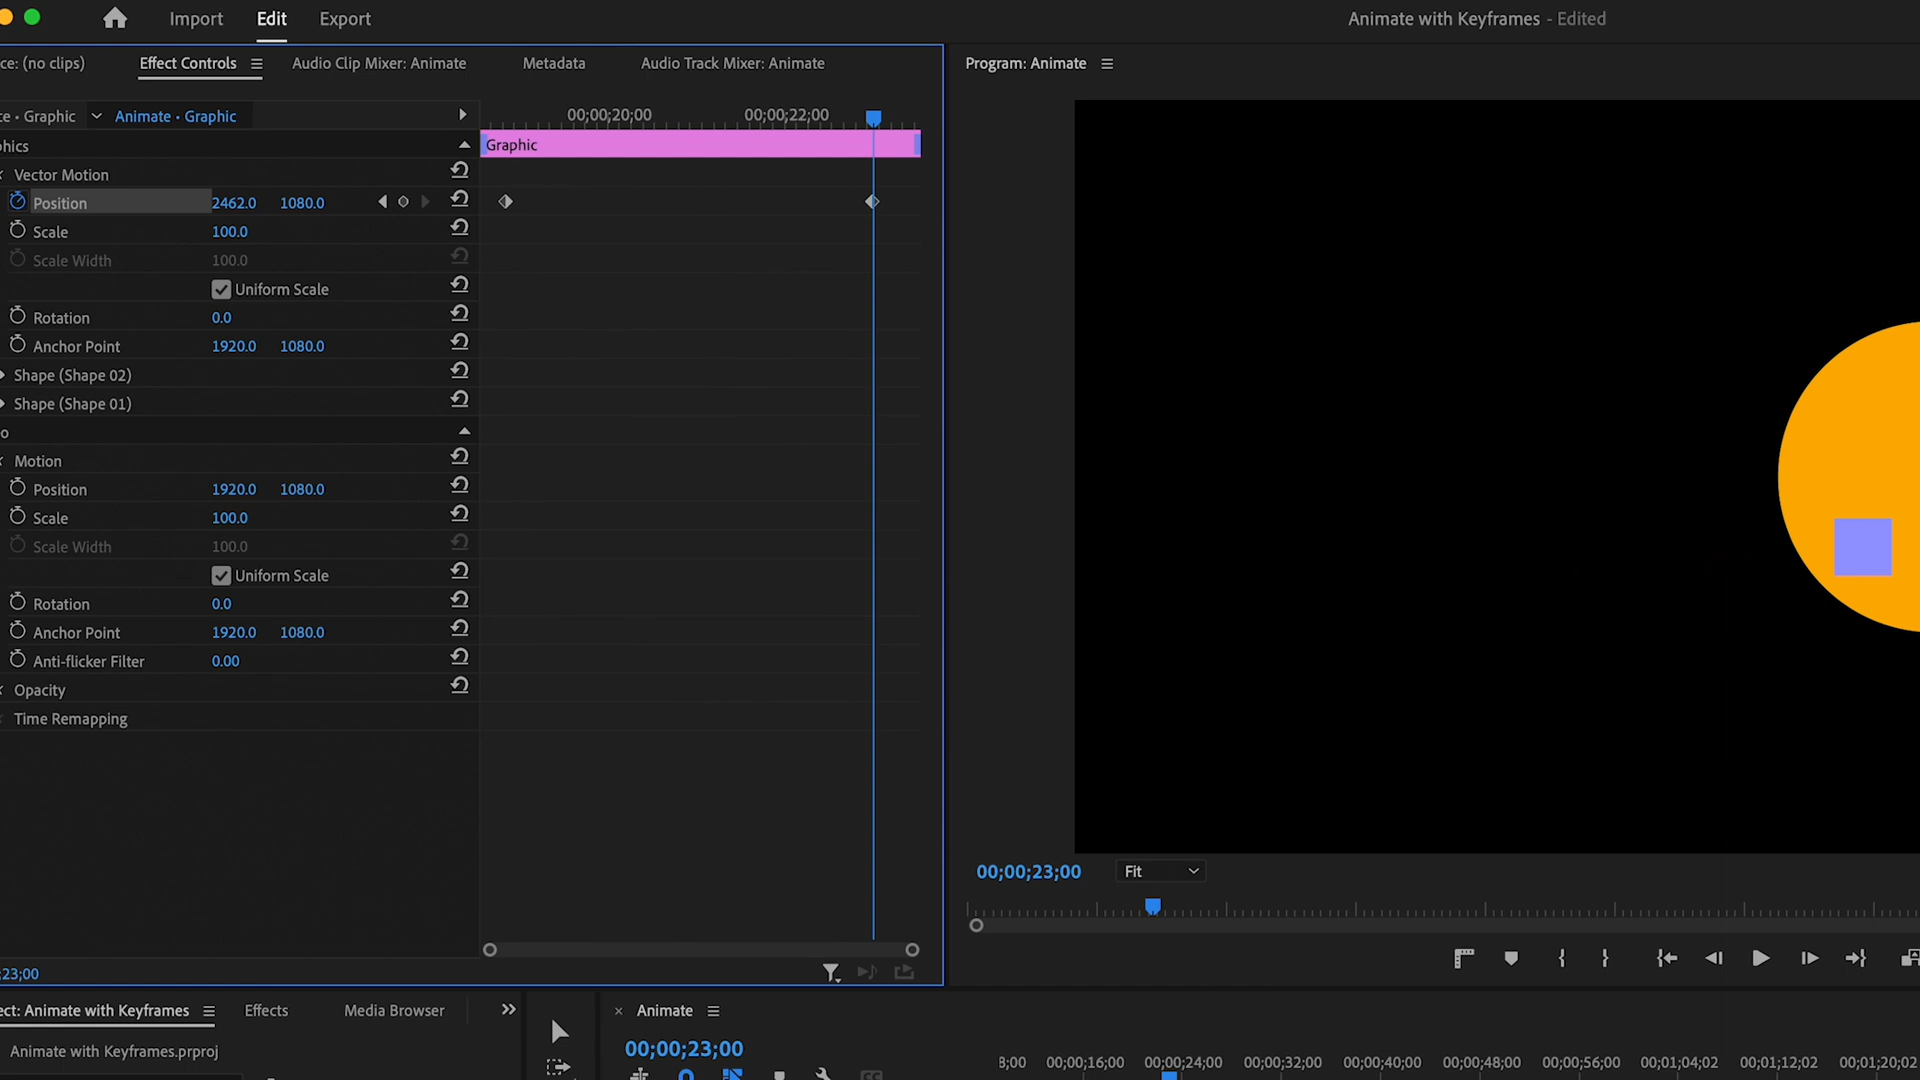 Import Edit Export Animate with Keyframes - Edited
ce: (no clips) Effect Controls Audio Clip Mixer: Animate Metadata Audio Track Mixer: Animate
Program: Animate
ce • Graphic Animate • Graphic 00;00;20;00 00;00;22;00
phics Graphic
Vector Motion
Position 2462.0 1080.0
Scale 100.0
Scale Width 100.0
Uniform Scale
Rotation 0.0
Anchor Point 1920.0 1080.0
Shape (Shape 02)
Shape (Shape 01)
o
Motion
Position 1920.0 1080.0
Scale 100.0
Scale Width 100.0
Uniform Scale
Rotation 0.0
Anchor Point 1920.0 1080.0
Anti-flicker Filter 0.00
Opacity
Time Remapping
00;00;23;00 Fit
;23;00
ect: Animate with Keyframes Effects Media Browser
Animate with Keyframes.prproj
× Animate
00;00;23;00
8;00 00;00;16;00 00;00;24;00 00;00;32;00 00;00;40;00 00;00;48;00 00;00;56;00 00;01;04;02 00;01;12;02 00;01;20;02